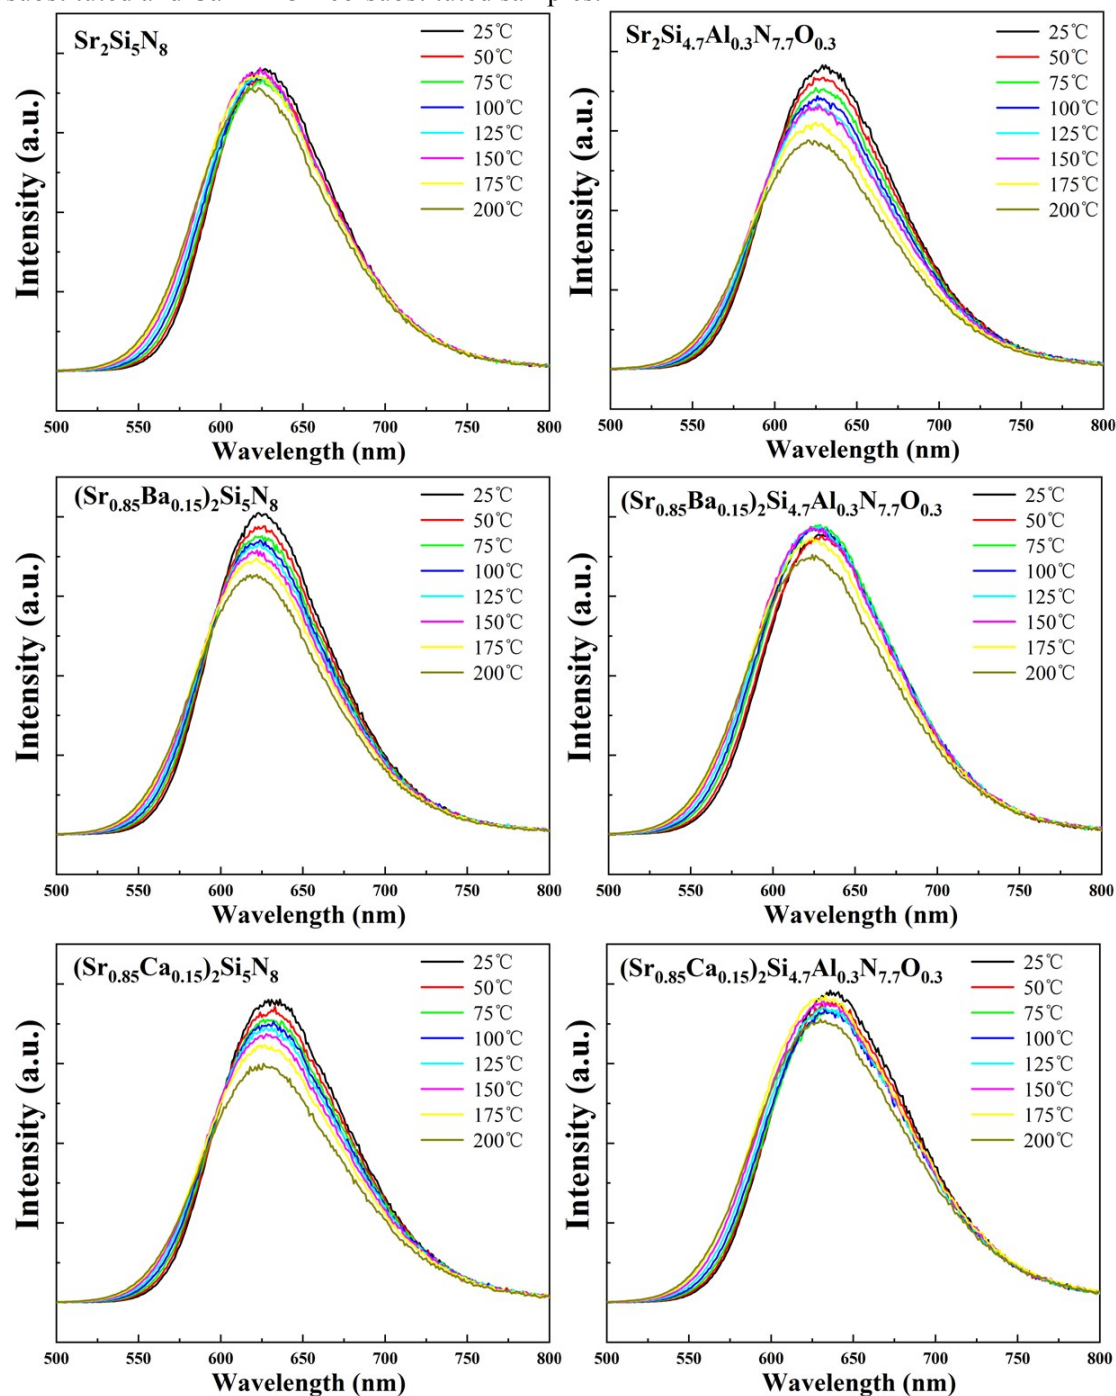 Sr2Si5N8
25℃
50℃
75℃
100℃
125℃
150℃
175℃
200℃
Intensity (a.u.)
500 550 600 650 700 750 800
Wavelength (nm)
Sr2Si4.7Al0.3N7.7O0.3
25℃
50℃
75℃
100℃
125℃
150℃
175℃
200℃
Intensity (a.u.)
500 550 600 650 700 750 800
Wavelength (nm)
(Sr0.85Ba0.15)2Si5N8
25℃
50℃
75℃
100℃
125℃
150℃
175℃
200℃
Intensity (a.u.)
500 550 600 650 700 750 800
Wavelength (nm)
(Sr0.85Ba0.15)2Si4.7Al0.3N7.7O0.3
25℃
50℃
75℃
100℃
125℃
150℃
175℃
200℃
Intensity (a.u.)
500 550 600 650 700 750 800
Wavelength (nm)
(Sr0.85Ca0.15)2Si5N8
25℃
50℃
75℃
100℃
125℃
150℃
175℃
200℃
Intensity (a.u.)
500 550 600 650 700 750 800
Wavelength (nm)
(Sr0.85Ca0.15)2Si4.7Al0.3N7.7O0.3
25℃
50℃
75℃
100℃
125℃
150℃
175℃
200℃
Intensity (a.u.)
500 550 600 650 700 750 800
Wavelength (nm)